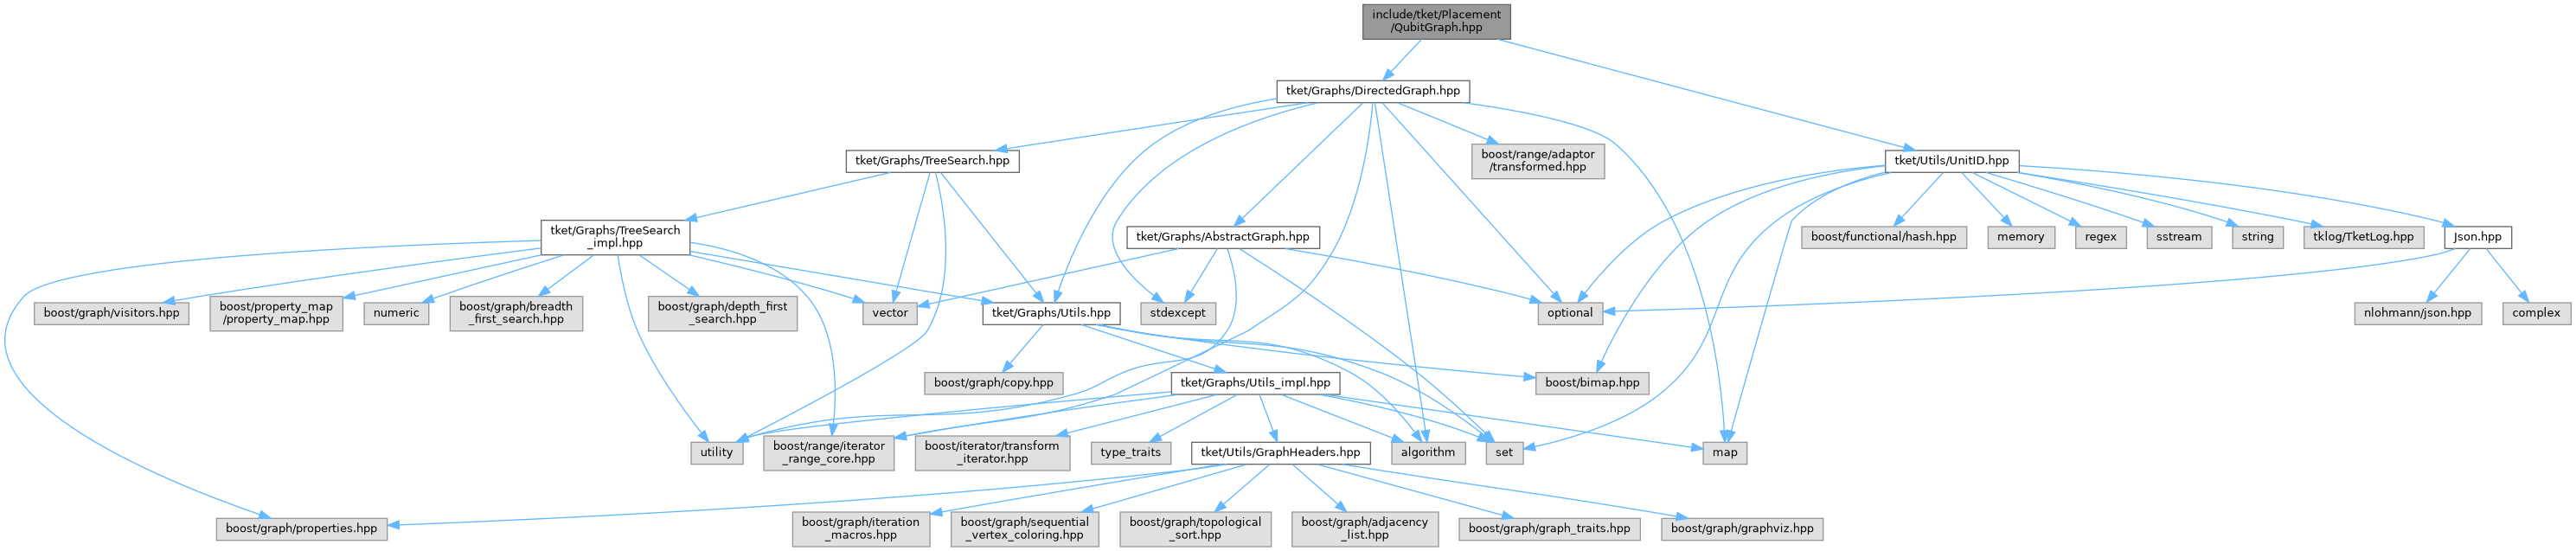 include/tket/Placement
/QubitGraph.hpp
tket/Graphs/DirectedGraph.hpp
tket/Graphs/TreeSearch.hpp
boost/range/adaptor
/transformed.hpp
tket/Utils/UnitID.hpp
tket/Graphs/TreeSearch
_impl.hpp
tket/Graphs/AbstractGraph.hpp
boost/functional/hash.hpp
memory
regex
sstream
string
tklog/TketLog.hpp
Json.hpp
boost/graph/visitors.hpp
boost/property_map
/property_map.hpp
numeric
boost/graph/breadth
_first_search.hpp
boost/graph/depth_first
_search.hpp
vector
tket/Graphs/Utils.hpp
stdexcept
optional
nlohmann/json.hpp
complex
boost/graph/copy.hpp
tket/Graphs/Utils_impl.hpp
boost/bimap.hpp
utility
boost/range/iterator
_range_core.hpp
boost/iterator/transform
_iterator.hpp
type_traits
tket/Utils/GraphHeaders.hpp
algorithm
set
map
boost/graph/properties.hpp
boost/graph/iteration
_macros.hpp
boost/graph/sequential
_vertex_coloring.hpp
boost/graph/topological
_sort.hpp
boost/graph/adjacency
_list.hpp
boost/graph/graph_traits.hpp
boost/graph/graphviz.hpp